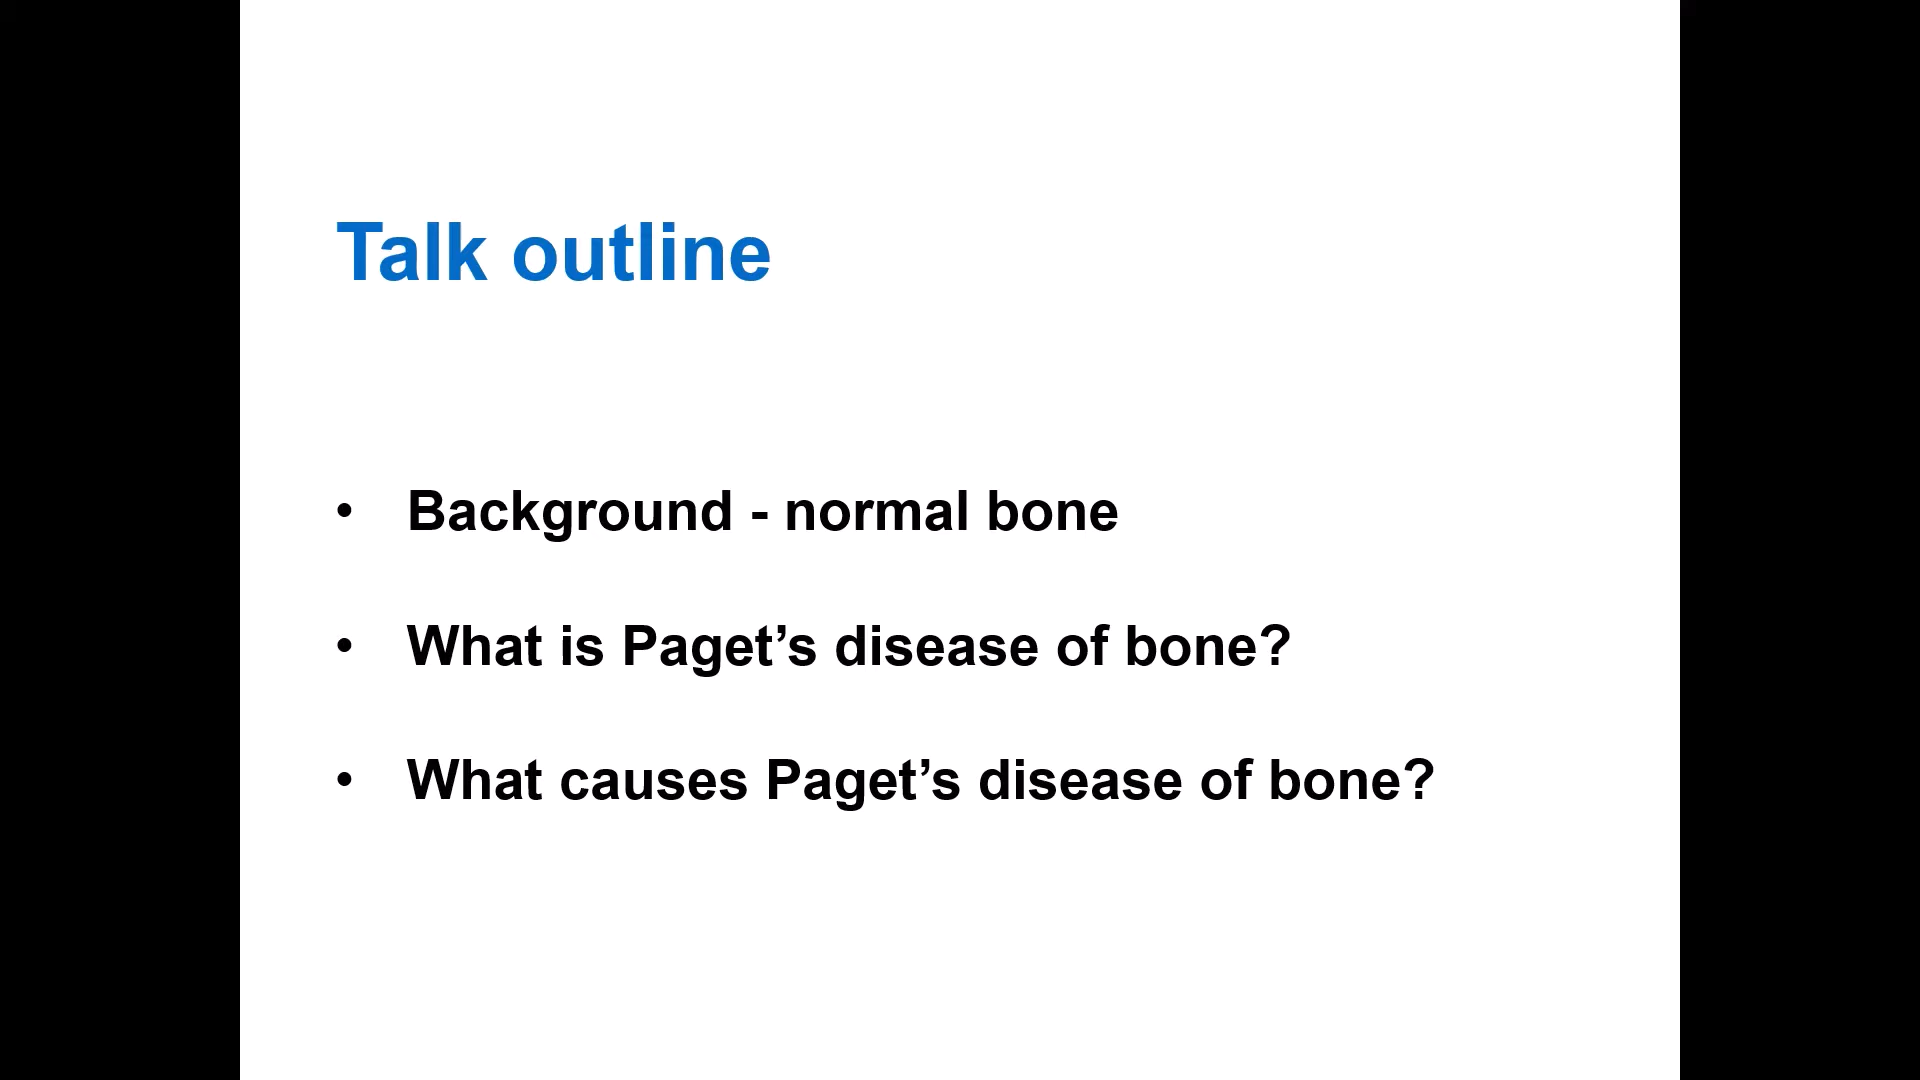 Talk outline
• Background - normal bone
• What is Paget’s disease of bone?
• What causes Paget’s disease of bone?